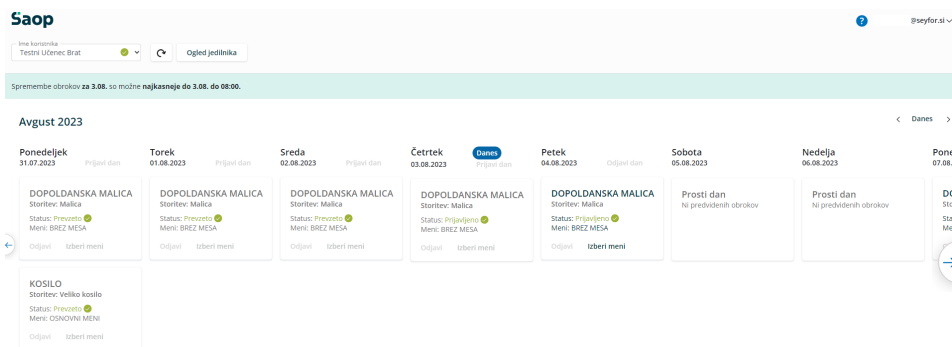 Saop
? @seyfor.si
Ime korisnika
Testni Učenec Brat
Ogled jedilnika
Spremembe obrokov za 3.08. so možne najkasneje do 3.08. do 08:00.
Avgust 2023
< Danes >
Ponedeljek
31.07.2023 Prijavi dan
Torek
01.08.2023 Prijavi dan
Sreda
02.08.2023 Prijavi dan
Četrtek Danes
03.08.2023 Prijavi dan
Petek
04.08.2023 Odjavi dan
Sobota
05.08.2023
Nedelja
06.08.2023
Pone
07.08.
DOPOLDANSKA MALICA
Storitev: Malica
Status: Prevzeto
Meni: BREZ MESA
Odjavi Izberi meni
DOPOLDANSKA MALICA
Storitev: Malica
Status: Prevzeto
Meni: BREZ MESA
Odjavi Izberi meni
DOPOLDANSKA MALICA
Storitev: Malica
Status: Prevzeto
Meni: BREZ MESA
Odjavi Izberi meni
DOPOLDANSKA MALICA
Storitev: Malica
Status: Prijavljeno
Meni: BREZ MESA
Odjavi Izberi meni
DOPOLDANSKA MALICA
Storitev: Malica
Status: Prijavljeno
Meni: BREZ MESA
Odjavi Izberi meni
Prosti dan
Ni predvidenih obrokov
Prosti dan
Ni predvidenih obrokov
DO
Sto
Sta
Me
KOSILO
Storitev: Veliko kosilo
Status: Prevzeto
Meni: OSNOVNI MENI
Odjavi Izberi meni